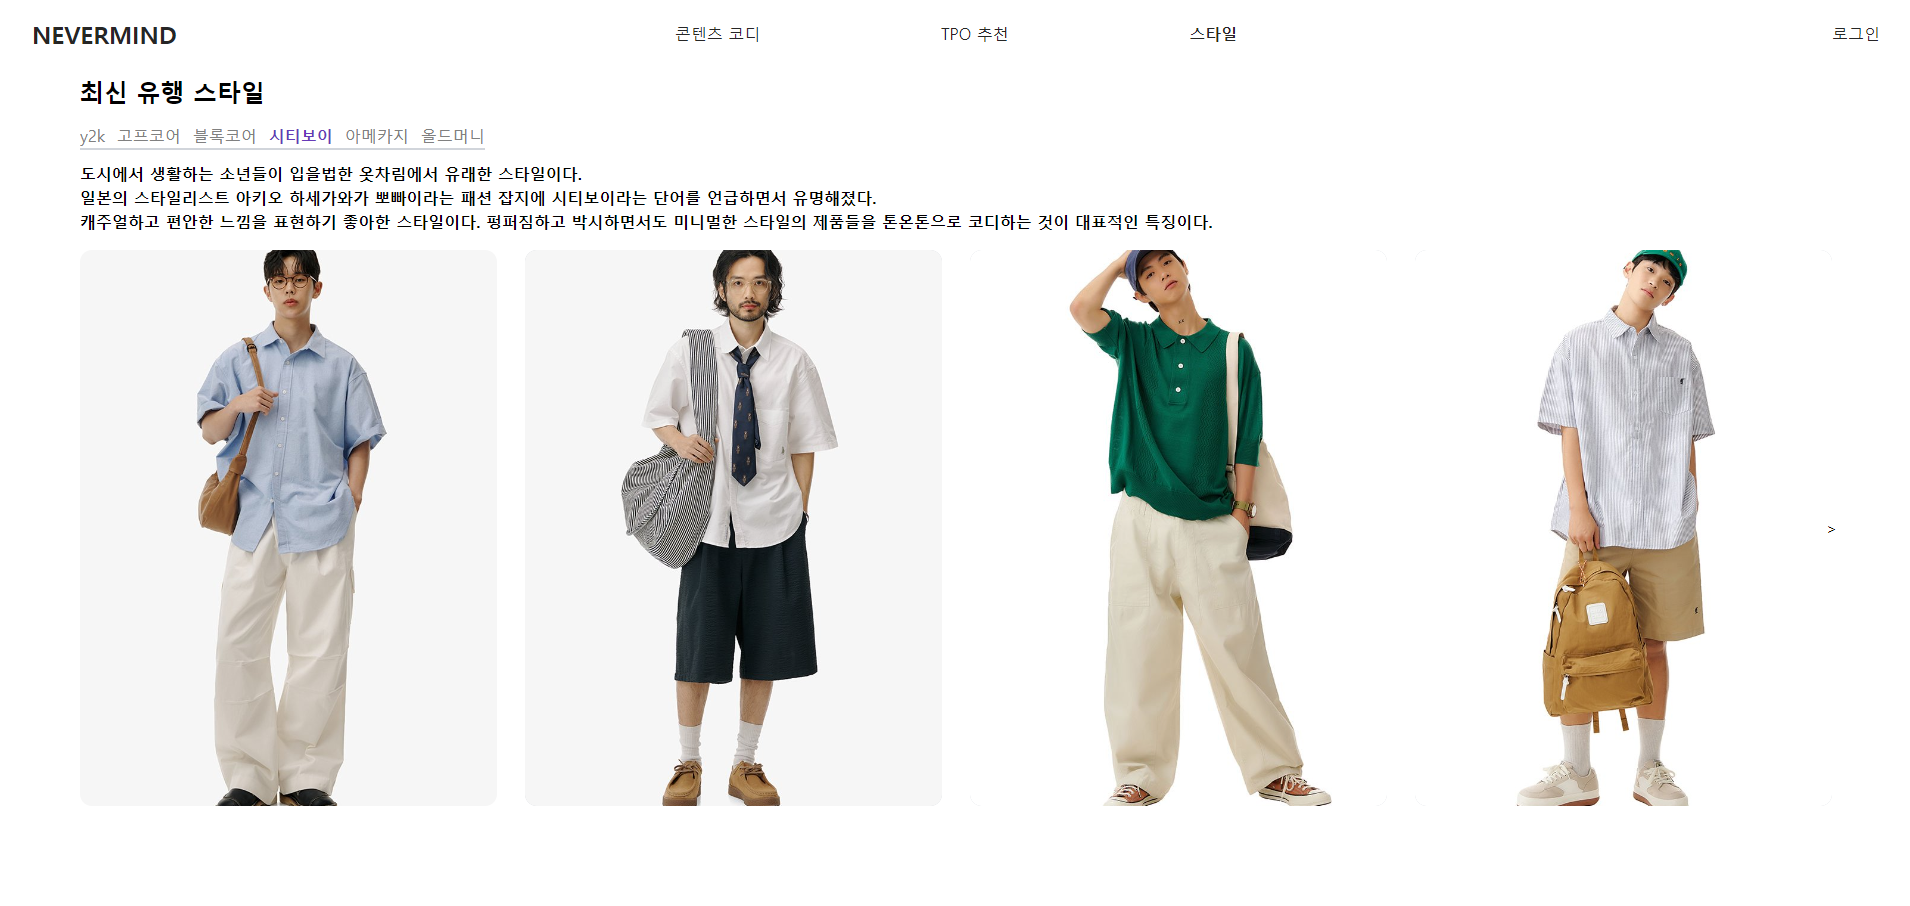 NEVERMIND
콘텐츠 코디
TPO 추천
스타일
로그인
최신 유행 스타일
y2k 고프코어 블록코어 시티보이 아메카지 올드머니
도시에서 생활하는 소년들이 입을법한 옷차림에서 유래한 스타일이다.
일본의 스타일리스트 아키오 하세가와가 뽀빠이라는 패션 잡지에 시티보이라는 단어를 언급하면서 유명해졌다.
캐주얼하고 편안한 느낌을 표현하기 좋아한 스타일이다. 펑퍼짐하고 박시하면서도 미니멀한 스타일의 제품들을 톤온톤으로 코디하는 것이 대표적인 특징이다.
>